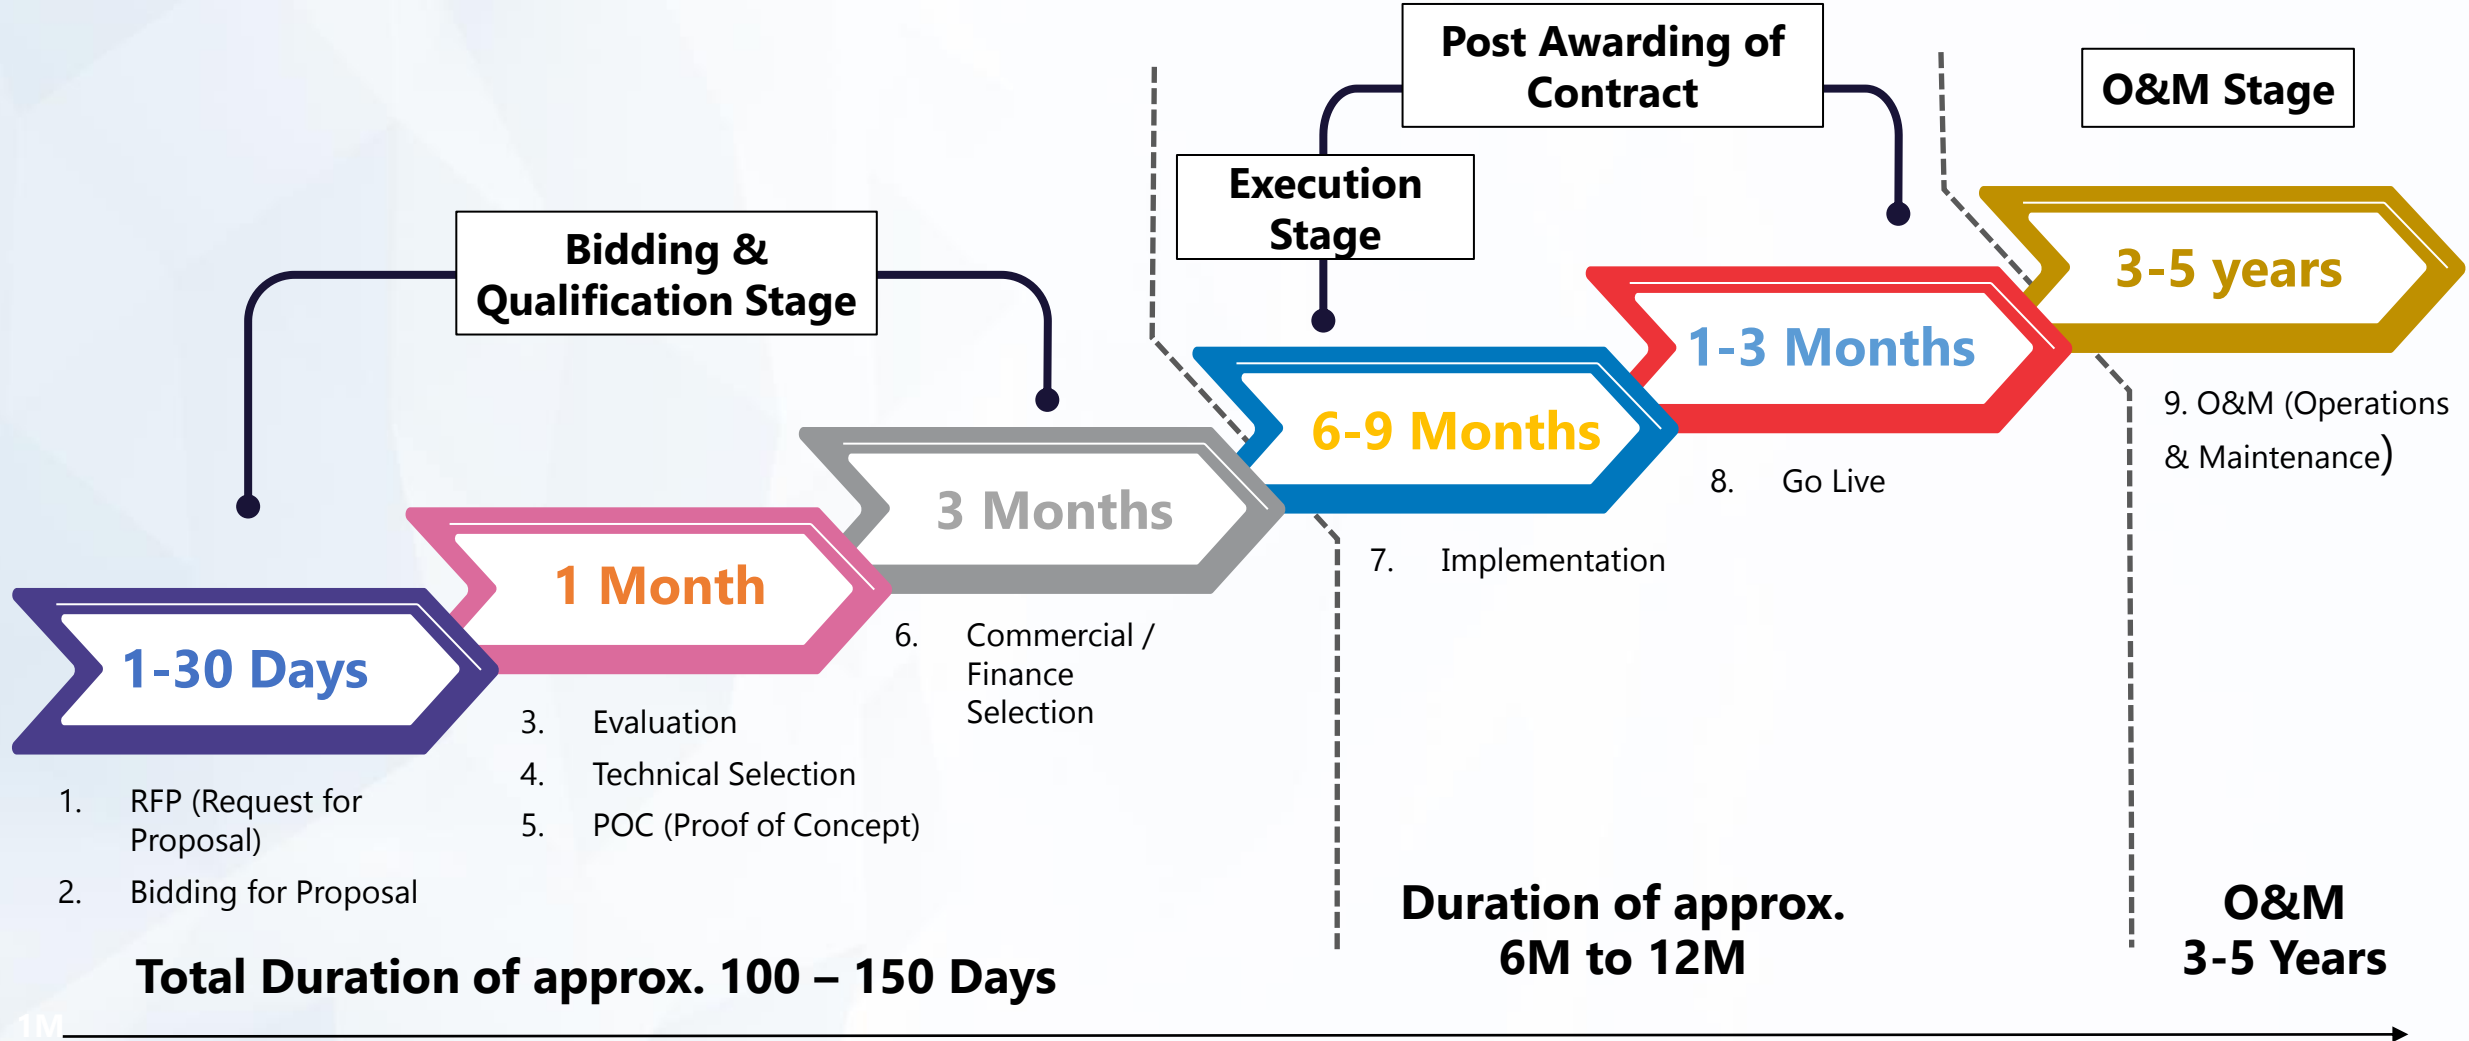 Post Awarding of
Contract
O&M Stage
Execution
Stage
Bidding &
Qualification Stage
3-5 years
1-3 Months
6-9 Months
3 Months
1 Month
1-30 Days
9. O&M (Operations
& Maintenance)
8. Go Live
7. Implementation
6. Commercial /
Finance
Selection
3. Evaluation
4. Technical Selection
5. POC (Proof of Concept)
1. RFP (Request for
Proposal)
2. Bidding for Proposal
Total Duration of approx. 100 – 150 Days
Duration of approx.
6M to 12M
O&M
3-5 Years
1M